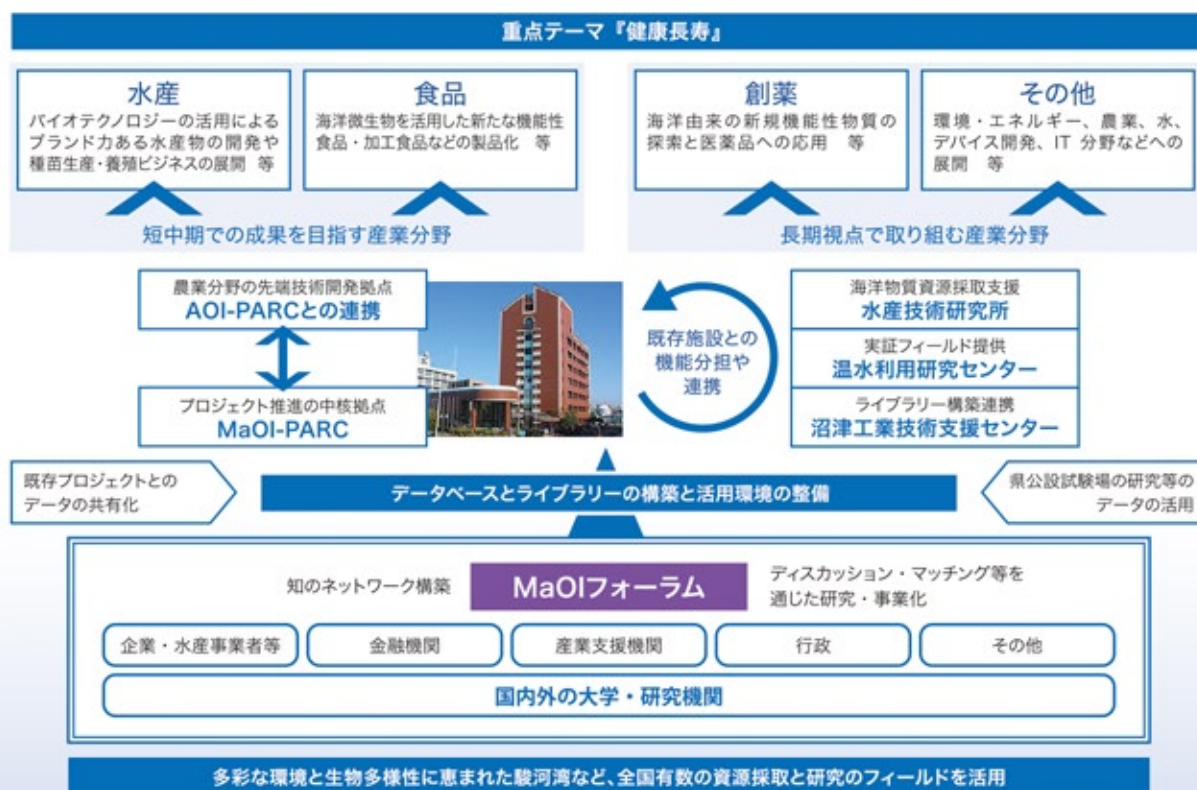 重点テーマ『健康長寿』
水産
バイオテクノロジーの活用による
ブランド力ある水産物の開発や
種苗生産・養殖ビジネスの展開　等
食品
海洋微生物を活用した新たな機能性
食品・加工食品などの製品化　等
創薬
海洋由来の新規機能性物質の
探索と医薬品への応用　等
その他
環境・エネルギー、農業、水、
デバイス開発、IT 分野などへの
展開　等
短中期での成果を目指す産業分野
長期視点で取り組む産業分野
農業分野の先端技術開発拠点
AOI-PARCとの連携
プロジェクト推進の中核拠点
MaOI-PARC
既存施設との
機能分担や
連携
海洋物質資源採取支援
水産技術研究所
実証フィールド提供
温水利用研究センター
ライブラリー構築連携
沼津工業技術支援センター
既存プロジェクトとの
データの共有化
データベースとライブラリーの構築と活用環境の整備
県公設試験場の研究等の
データの活用
知のネットワーク構築
MaOIフォーラム
ディスカッション・マッチング等を
通じた研究・事業化
企業・水産事業者等
金融機関
産業支援機関
行政
その他
国内外の大学・研究機関
多彩な環境と生物多様性に恵まれた駿河湾など、全国有数の資源採取と研究のフィールドを活用